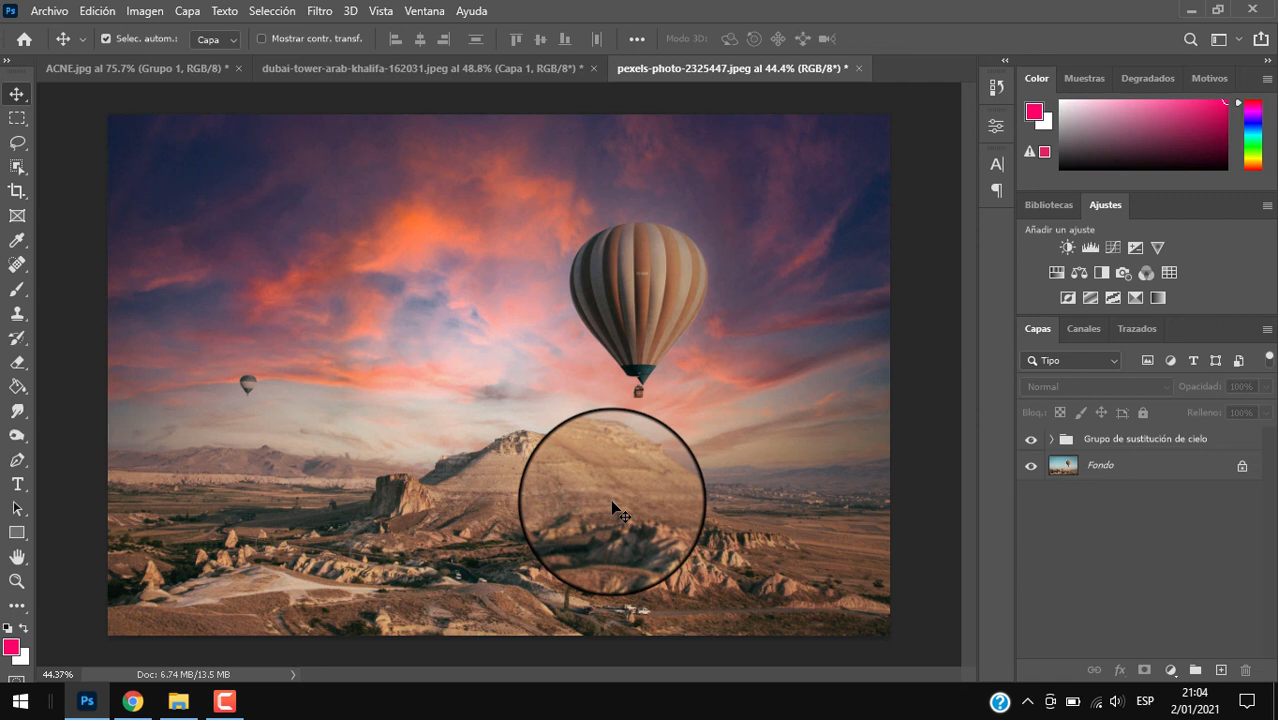 Ps Archivo Edición Imagen Capa Texto Selección Filtro 3D Vista Ventana Ayuda
Selec. autom.: Capa Mostrar contr. transf. Modo 3D:
ACNE.jpg al 75.7% (Grupo 1, RGB/8) * dubai-tower-arab-khalifa-162031.jpeg al 48.8% (Capa 1, RGB/8*) * pexels-photo-2325447.jpeg al 44.4% (RGB/8*) *
Color Muestras Degradados Motivos
Bibliotecas Ajustes
Añadir un ajuste
Capas Canales Trazados
Tipo
Normal Opacidad: 100%
Bloq.: Relleno: 100%
Grupo de sustitución de cielo
Fondo
44.37% Doc: 6.74 MB/13.5 MB
Ps ESP 21:04
2/01/2021